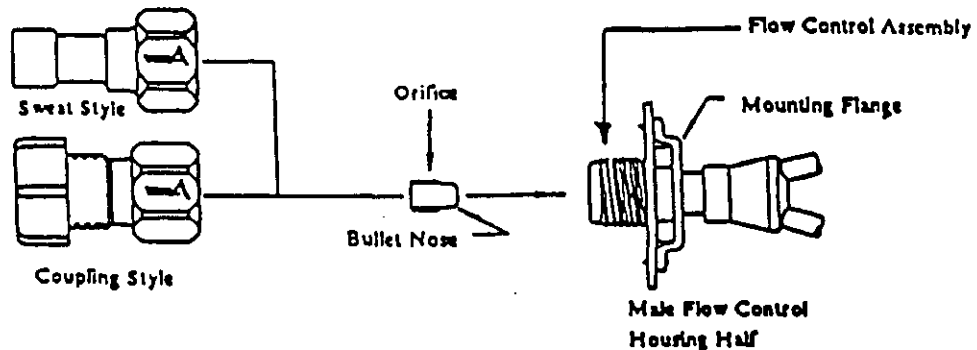 Flow Control Assembly
Sweat Style
Orifice
Mounting Flange
Bullet Nose
Coupling Style
Male Flow Control
Housing Half